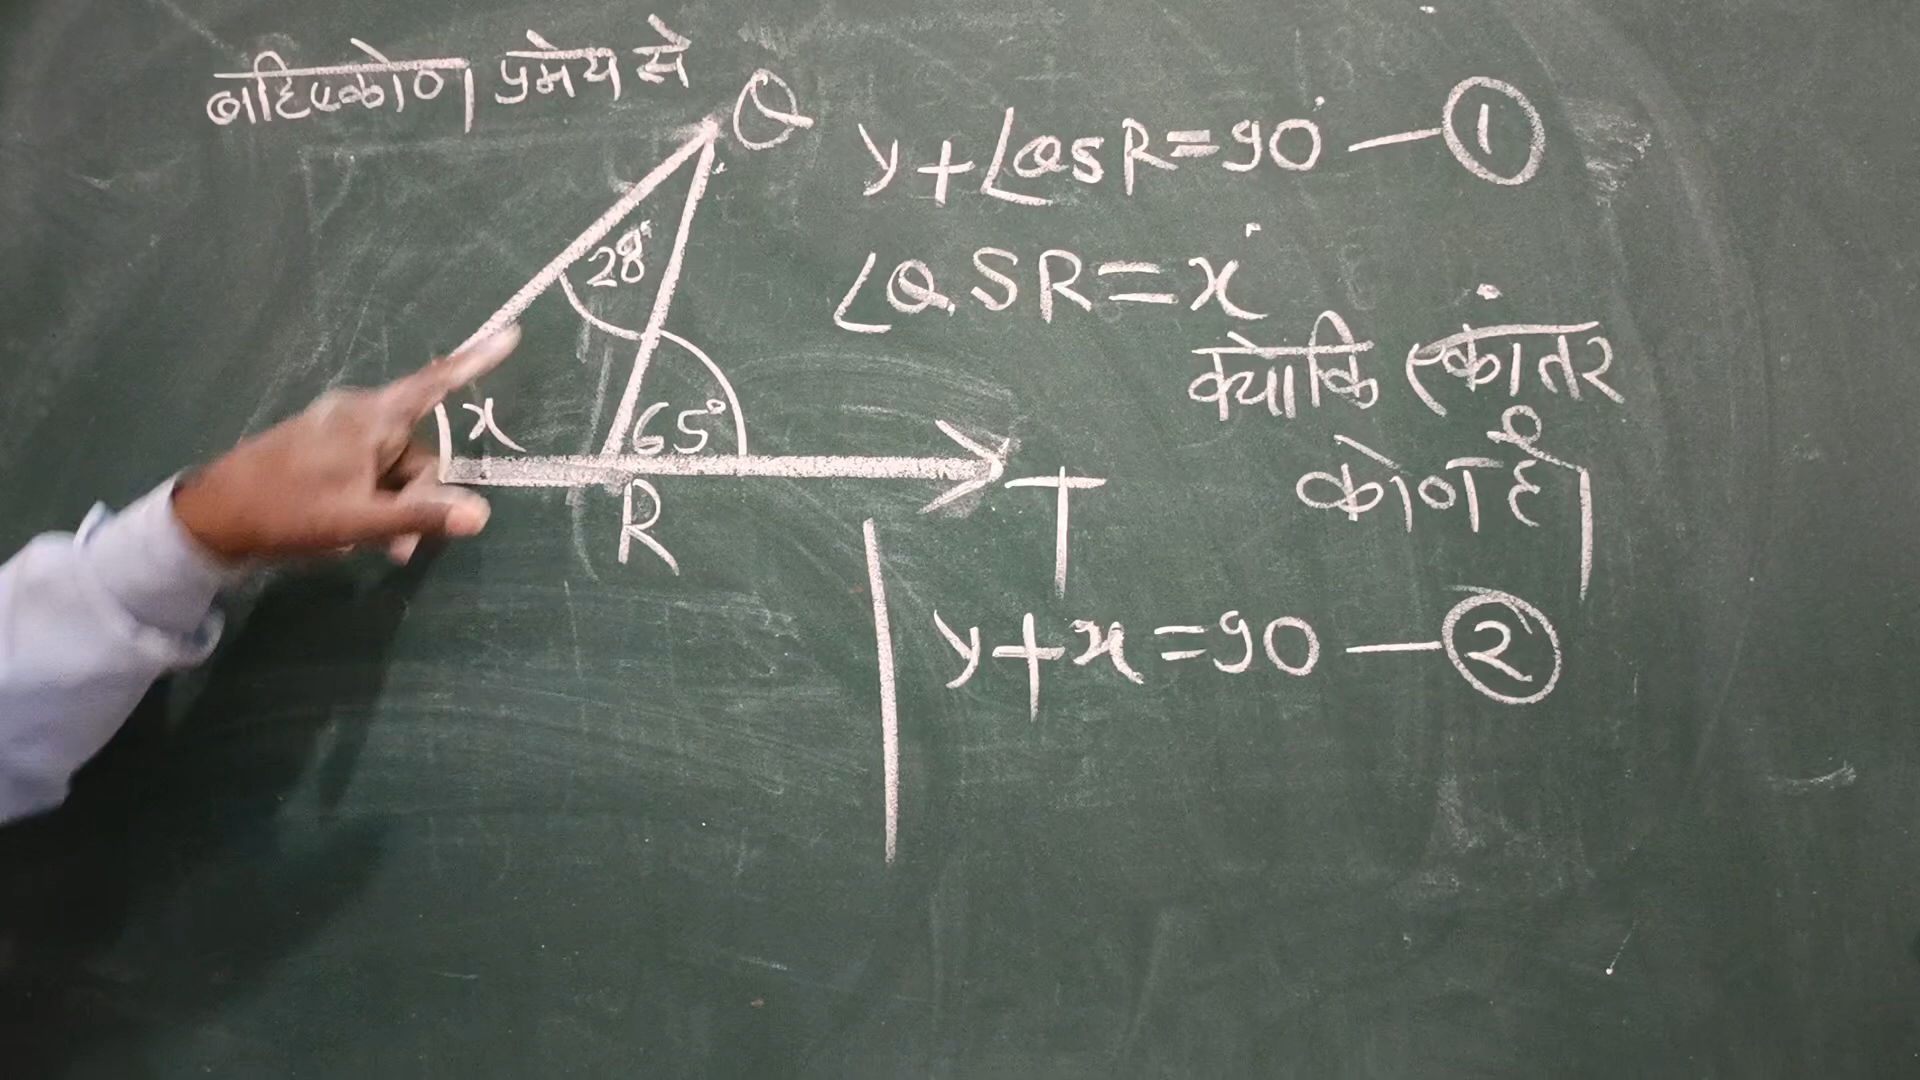 बहिष्कोण प्रमेय से
Q
y+∠QSR=90° — ①
28°
∠QSR=x°
क्योकि एकांतर
x
65°
कोण है।
R
T
y+x=90 — ②